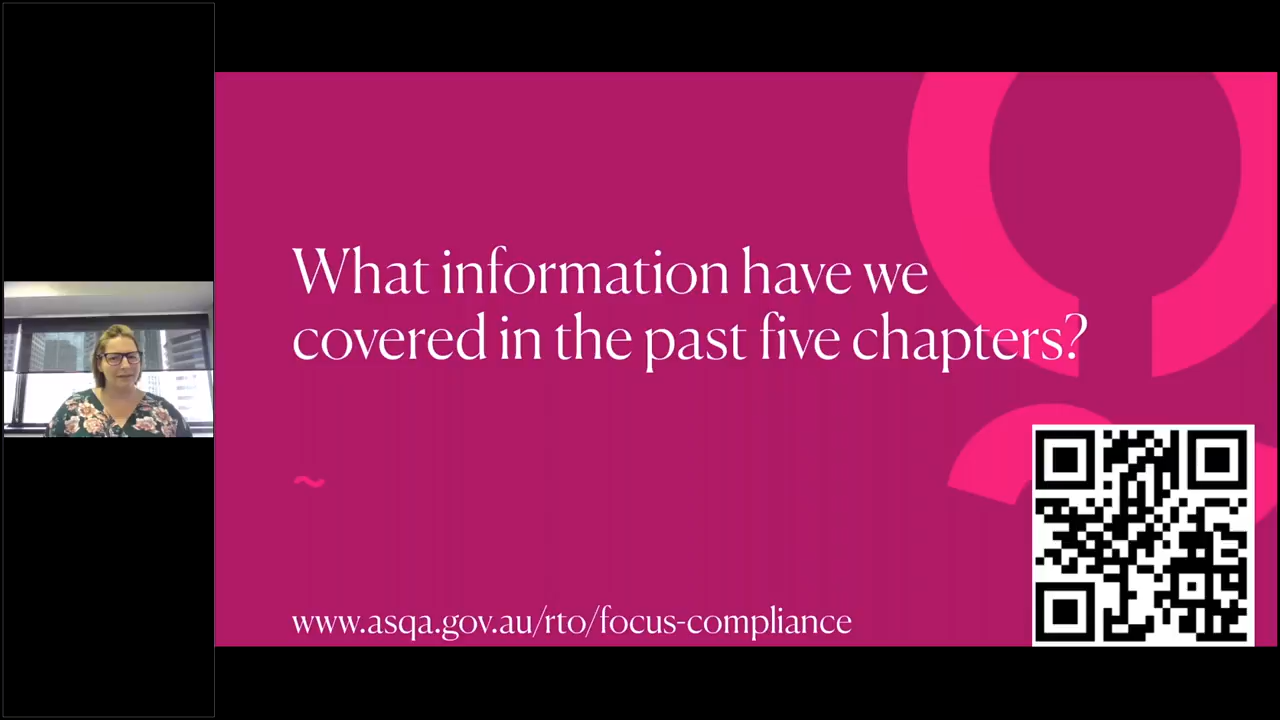 What information have we
covered in the past five chapters?
~
www.asqa.gov.au/rto/focus-compliance